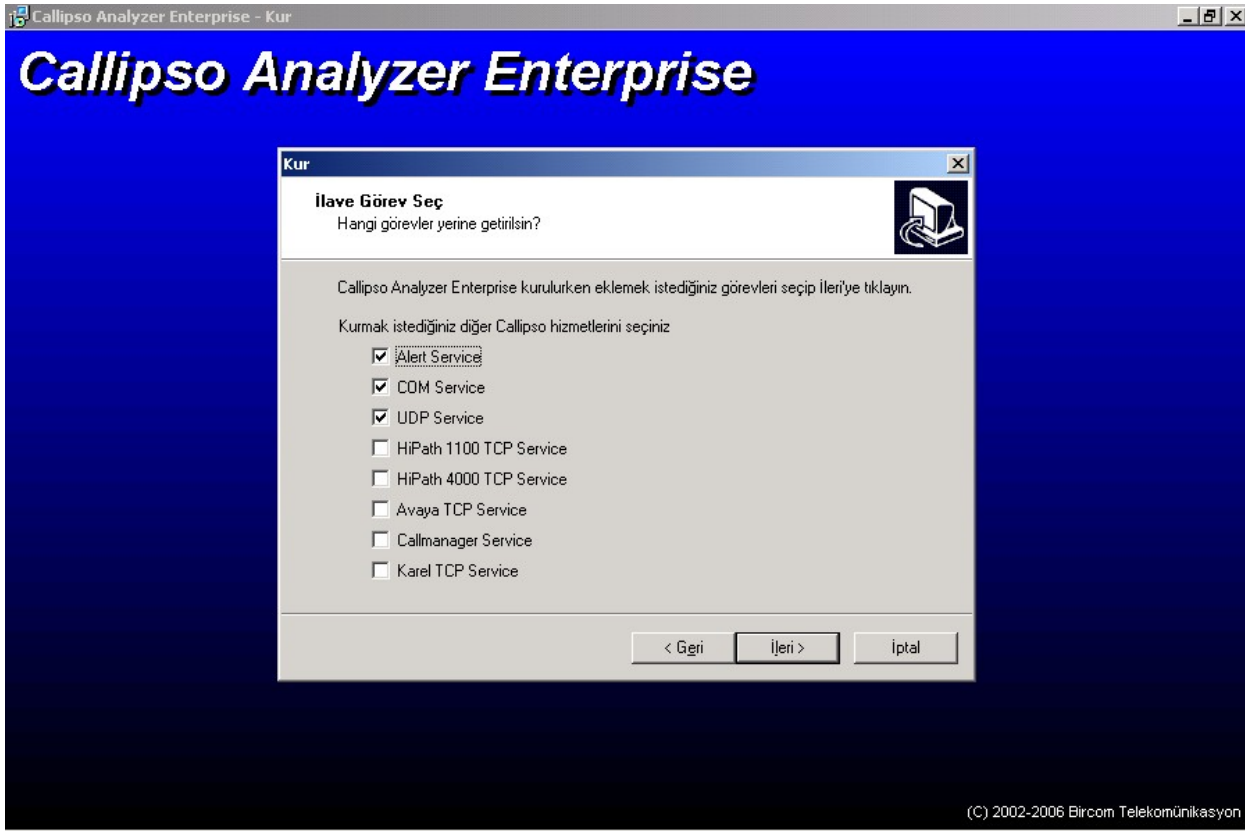 Callipso Analyzer Enterprise - Kur
Callipso Analyzer Enterprise
Kur
İlave Görev Seç
Hangi görevler yerine getirilsin?
Callipso Analyzer Enterprise kurulurken eklemek istediğiniz görevleri seçip İleri'ye tıklayın.
Kurmak istediğiniz diğer Callipso hizmetlerini seçiniz
Alert Service
COM Service
UDP Service
HiPath 1100 TCP Service
HiPath 4000 TCP Service
Avaya TCP Service
Callmanager Service
Karel TCP Service
< Geri
İleri >
İptal
(C) 2002-2006 Bircom Telekomünikasyon